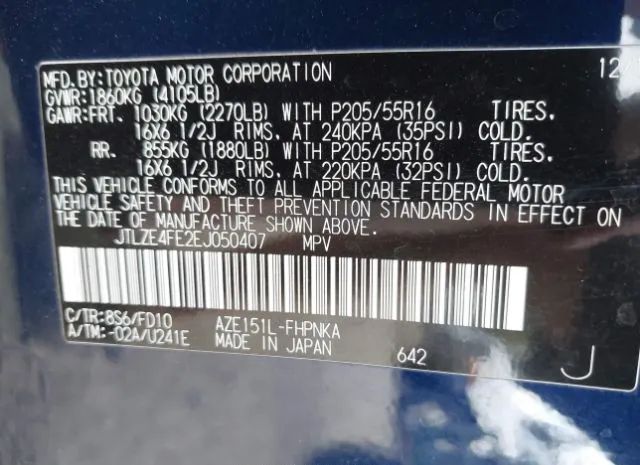 MFD.BY:TOYOTA MOTOR CORPORATION 12/
GVWR:1860KG (4105LB)
GAWR:FRT. 1030KG (2270LB) WITH P205/55R16 TIRES.
16X6 1/2J RIMS. AT 240KPA (35PSI) COLD.
RR. 855KG (1880LB) WITH P205/55R16 TIRES.
16X6 1/2J RIMS. AT 220KPA (32PSI) COLD.
THIS VEHICLE CONFORMS TO ALL APPLICABLE FEDERAL MOTOR
VEHICLE SAFETY AND THEFT PREVENTION STANDARDS IN EFFECT ON
THE DATE OF MANUFACTURE SHOWN ABOVE.
JTLZE4FE2EJ050407 MPV
C/TR:8S6/FD10 AZE151L-FHPNKA
A/TM:-02A/U241E MADE IN JAPAN 642 J